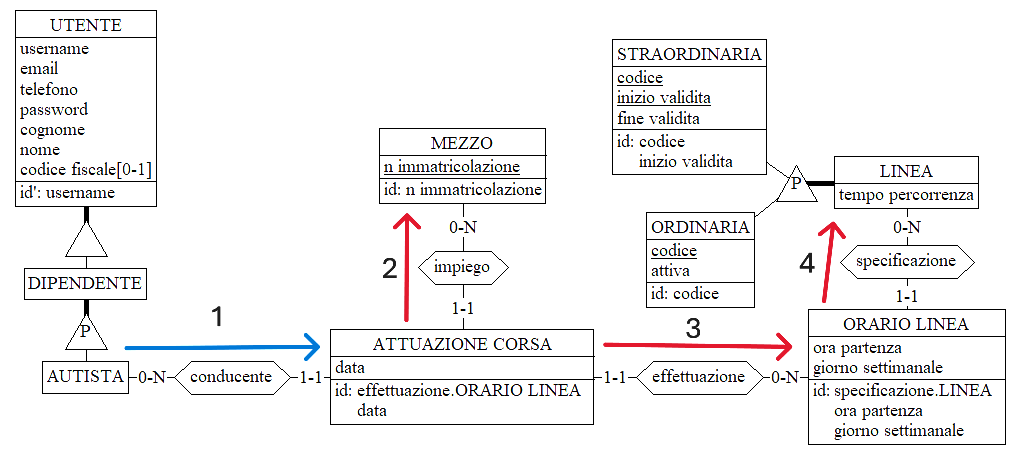 UTENTE
username
email
telefono
password
cognome
nome
codice fiscale[0-1]
id': username
DIPENDENTE
P
AUTISTA
0-N
conducente
1-1
1
MEZZO
n immatricolazione
id: n immatricolazione
0-N
2
impiego
1-1
ATTUAZIONE CORSA
data
id: effettuazione.ORARIO LINEA
data
3
1-1
effettuazione
0-N
STRAORDINARIA
codice
inizio validita
fine validita
id: codice
inizio validita
P
ORDINARIA
codice
attiva
id: codice
LINEA
tempo percorrenza
0-N
4
specificazione
1-1
ORARIO LINEA
ora partenza
giorno settimanale
id: specificazione.LINEA
ora partenza
giorno settimanale